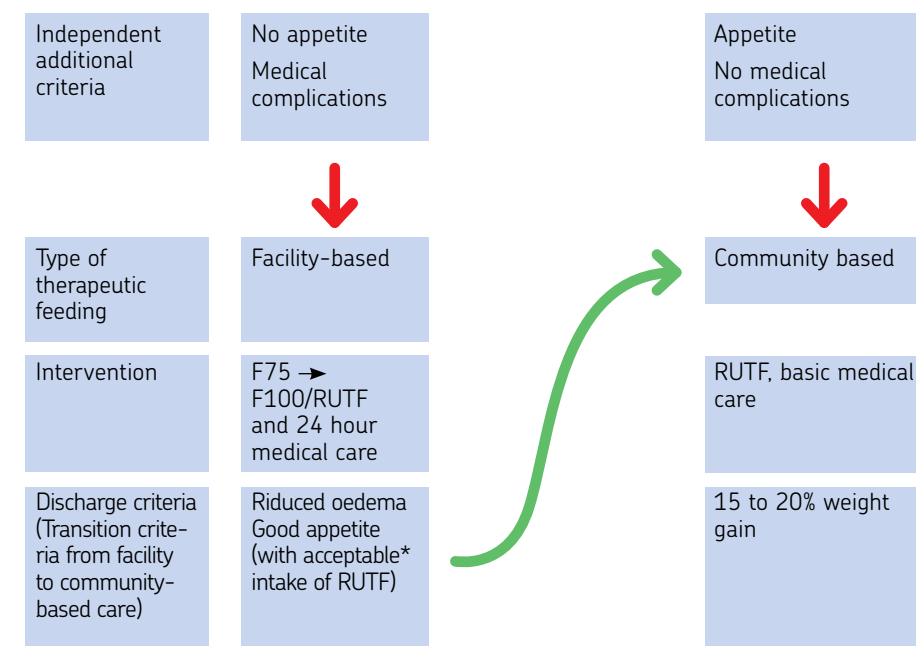 Independent
additional
criteria
No appetite
Medical
complications
Appetite
No medical
complications
Type of
therapeutic
feeding
Facility-based
Community based
Intervention
F75 →
F100/RUTF
and 24 hour
medical care
RUTF, basic medical
care
Discharge criteria
(Transition crite-
ria from facility
to community-
based care)
Riduced oedema
Good appetite
(with acceptable*
intake of RUTF)
15 to 20% weight
gain